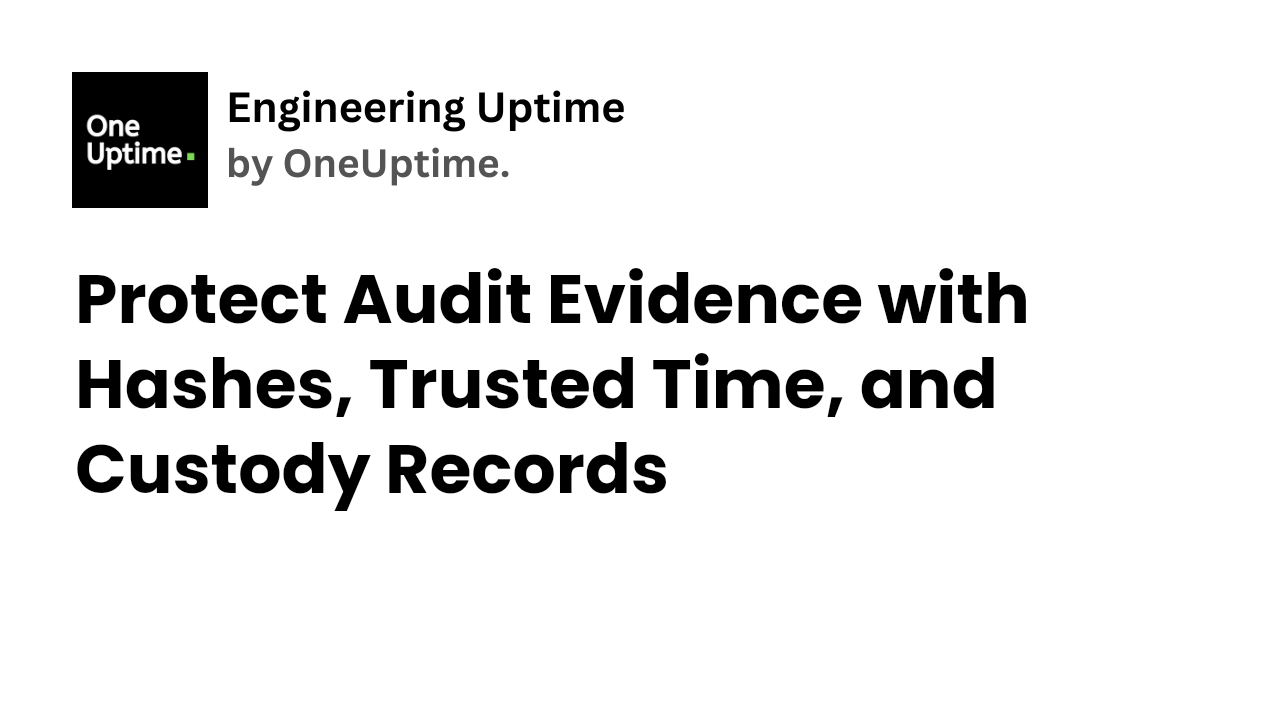 One
Uptime.
Engineering Uptime
by OneUptime.
Protect Audit Evidence with
Hashes, Trusted Time, and
Custody Records